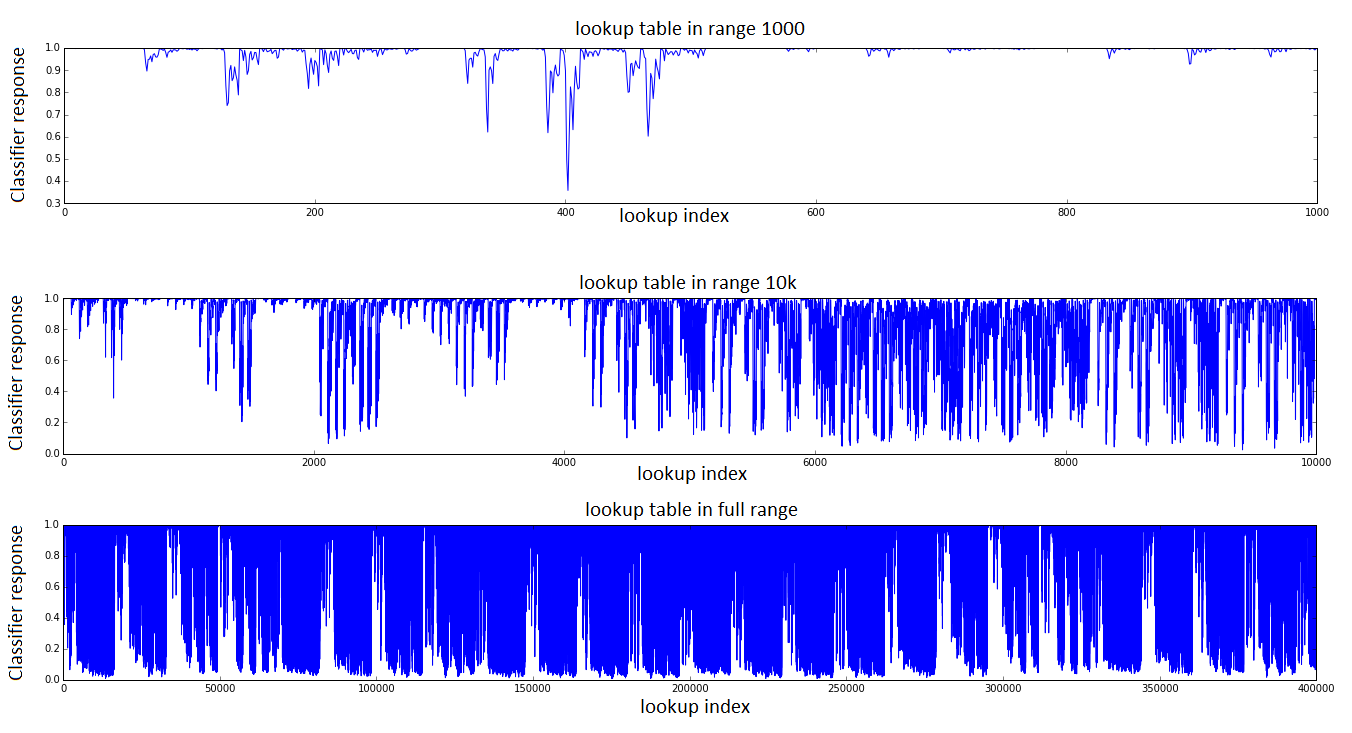 lookup table in range 1000
Classifier response
1.0
0.9
0.8
0.7
0.6
0.5
0.4
0.3
0 200 400 600 800 1000
lookup index
lookup table in range 10k
Classifier response
1.0
0.8
0.6
0.4
0.2
0.0
0 2000 4000 6000 8000 10000
lookup index
lookup table in full range
Classifier response
1.0
0.8
0.6
0.4
0.2
0.0
0 50000 100000 150000 200000 250000 300000 350000 400000
lookup index